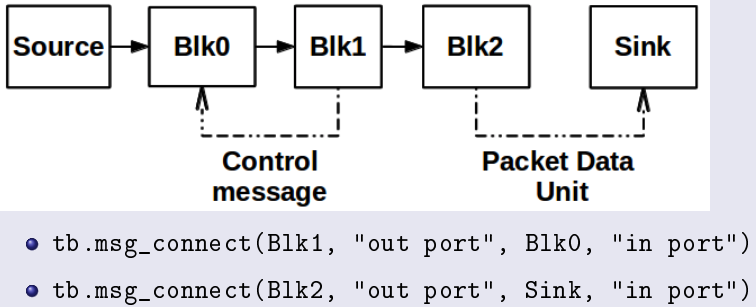 Source Blk0 Blk1 Blk2 Sink
Control
message
Packet Data
Unit
tb.msg_connect(Blk1, "out port", Blk0, "in port")
tb.msg_connect(Blk2, "out port", Sink, "in port")